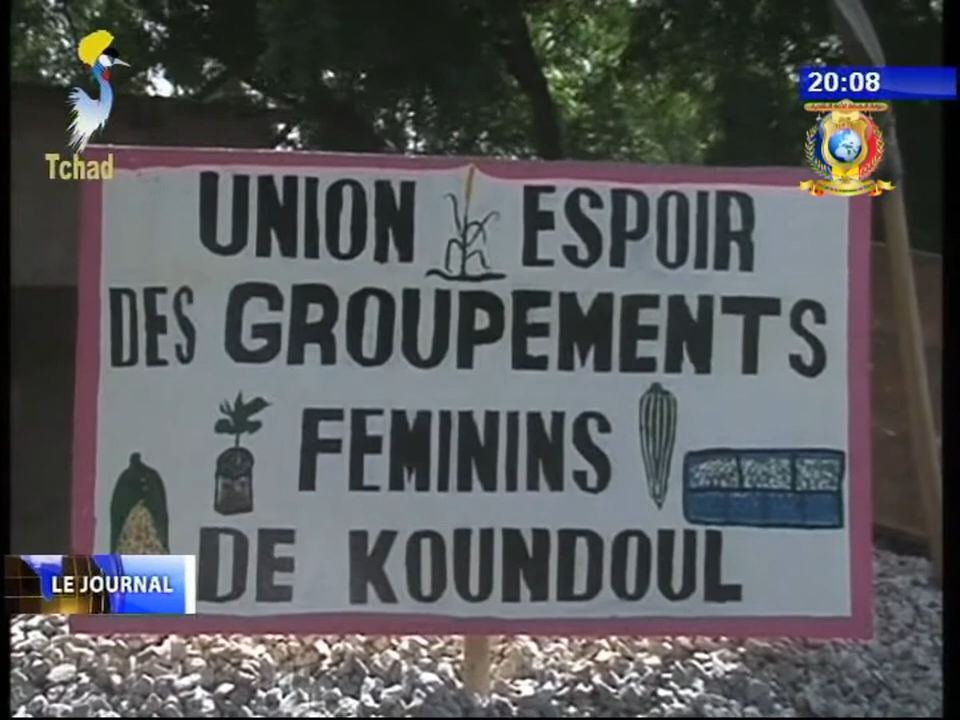 20:08
Tchad
UNION ESPOIR
DES GROUPEMENTS
FEMININS
DE KOUNDOUL
LE JOURNAL